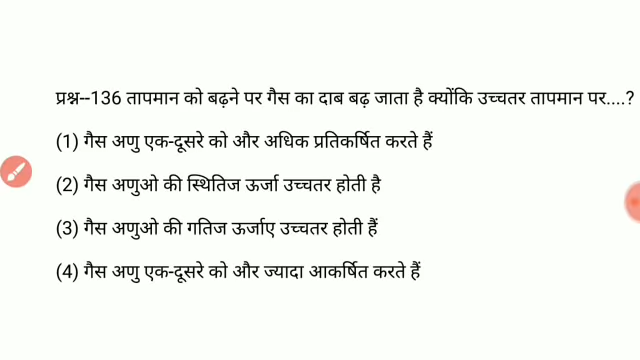 प्रश्न--136 तापमान को बढ़ने पर गैस का दाब बढ़ जाता है क्योंकि उच्चतर तापमान पर....?
(1) गैस अणु एक-दूसरे को और अधिक प्रतिकर्षित करते हैं
(2) गैस अणुओ की स्थितिज ऊर्जा उच्चतर होती है
(3) गैस अणुओ की गतिज ऊर्जाए उच्चतर होती हैं
(4) गैस अणु एक-दूसरे को और ज्यादा आकर्षित करते हैं